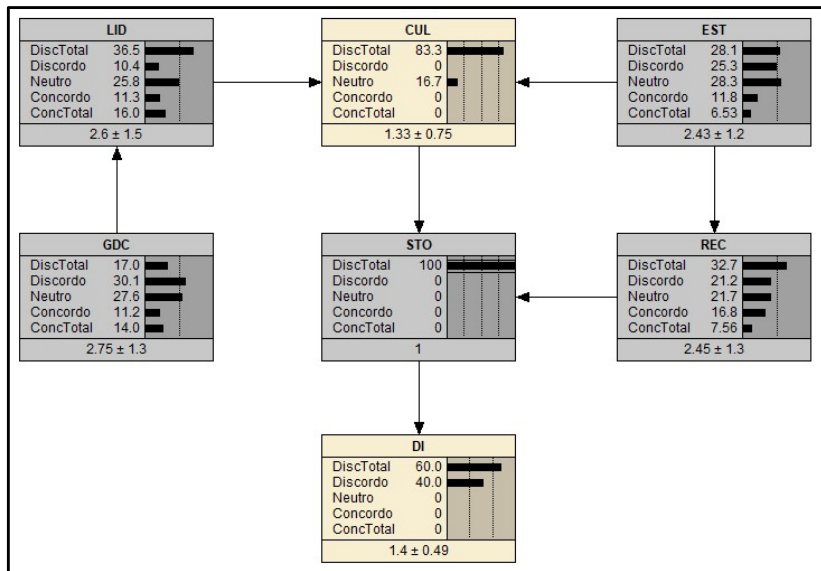 LID
DiscTotal 36.5
Discordo 10.4
Neutro 25.8
Concordo 11.3
ConcTotal 16.0
2.6 ± 1.5
CUL
DiscTotal 83.3
Discordo 0
Neutro 16.7
Concordo 0
ConcTotal 0
1.33 ± 0.75
EST
DiscTotal 28.1
Discordo 25.3
Neutro 28.3
Concordo 11.8
ConcTotal 6.53
2.43 ± 1.2
GDC
DiscTotal 17.0
Discordo 30.1
Neutro 27.6
Concordo 11.2
ConcTotal 14.0
2.75 ± 1.3
STO
DiscTotal 100
Discordo 0
Neutro 0
Concordo 0
ConcTotal 0
1
REC
DiscTotal 32.7
Discordo 21.2
Neutro 21.7
Concordo 16.8
ConcTotal 7.56
2.45 ± 1.3
DI
DiscTotal 60.0
Discordo 40.0
Neutro 0
Concordo 0
ConcTotal 0
1.4 ± 0.49